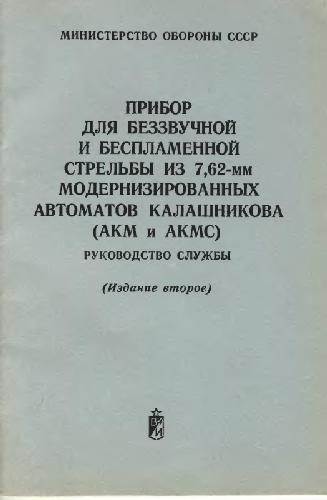 МИНИСТЕРСТВО ОБОРОНЫ СССР
ПРИБОР
ДЛЯ БЕЗЗВУЧНОЙ
И БЕСПЛАМЕННОЙ
СТРЕЛЬБЫ ИЗ 7,62-мм
МОДЕРНИЗИРОВАННЫХ
АВТОМАТОВ КАЛАШНИКОВА
(АКМ и АКМС)
РУКОВОДСТВО СЛУЖБЫ
(Издание второе)